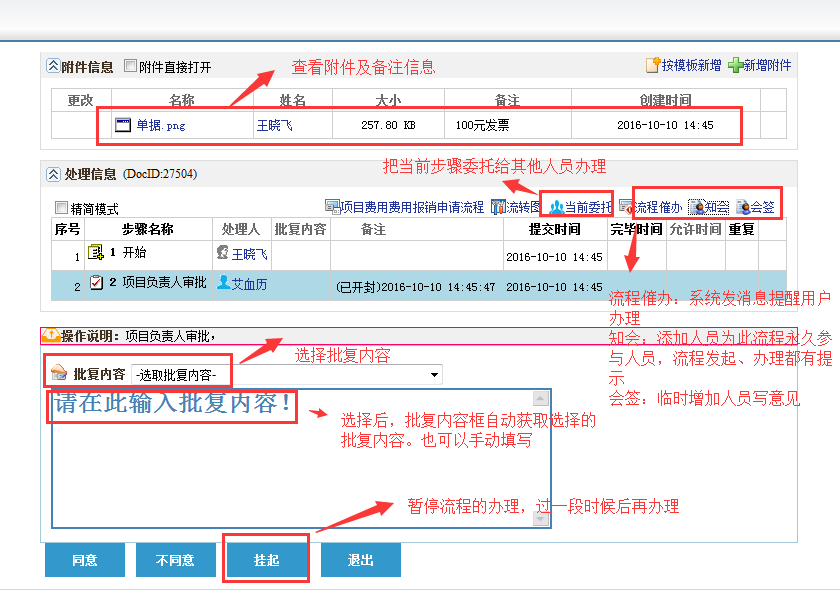 附件信息 附件直接打开 查看附件及备注信息 按模板新增 新增附件
更改 名称 姓名 大小 备注 创建时间
单据.png 王晓飞 257.80 KB 100元发票 2016-10-10 14:45
把当前步骤委托给其他人员办理
处理信息 (DocID:27504)
精简模式 项目费用费用报销申请流程 流转图 当前委托 流程催办 知会 会签
序号 步骤名称 处理人 批复内容 备注 提交时间 完毕时间 允许时间 重复
1 1 开始 王晓飞 2016-10-10 14:45
2 2 项目负责人审批 艾血历 (已开封)2016-10-10 14:45:47 2016-10-10 14:45
流程催办：系统发消息提醒用户
办理
知会：添加人员为此流程永久参
与人员，流程发起、办理都有提
示
会签：临时增加人员写意见
操作说明：项目负责人审批，
选择批复内容
批复内容 -选取批复内容-
请在此输入批复内容！
选择后，批复内容框自动获取选择的
批复内容。也可以手动填写
暂停流程的办理，过一段时候后再办理
同意 不同意 挂起 退出